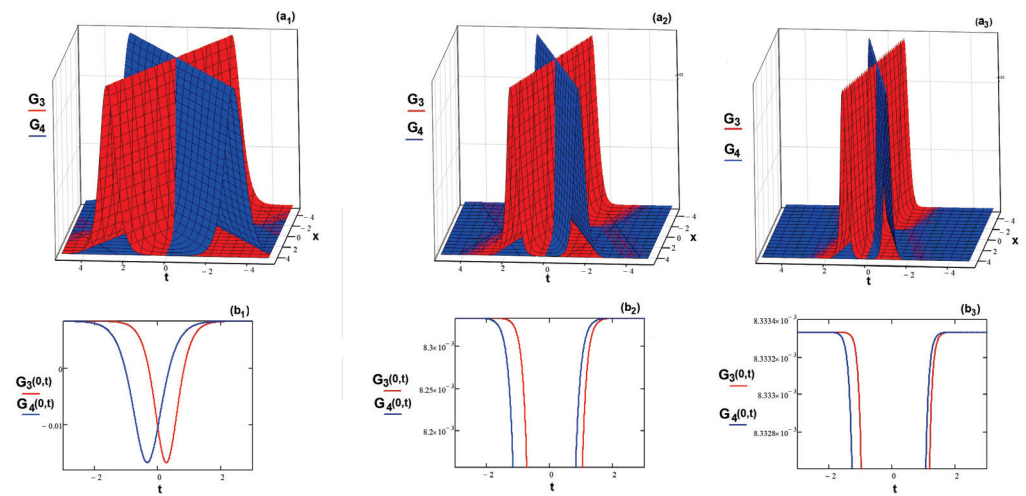 (a1)
G3
G4
4
2
0
−2
−4
t
−4
−2
0
2
4
x
(a2)
G3
G4
4
2
0
−2
−4
t
−4
−2
0
2
4
x
(a3)
G3
G4
4
2
0
−2
−4
t
−4
−2
0
2
4
x
(b1)
0
−0.01
G3(0,t)
G4(0,t)
−2
0
2
t
(b2)
8.3×10⁻³
8.25×10⁻³
8.2×10⁻³
G3(0,t)
G4(0,t)
−2
0
2
t
(b3)
8.3334×10⁻³
8.3332×10⁻³
8.333×10⁻³
8.3328×10⁻³
G3(0,t)
G4(0,t)
−2
0
2
t